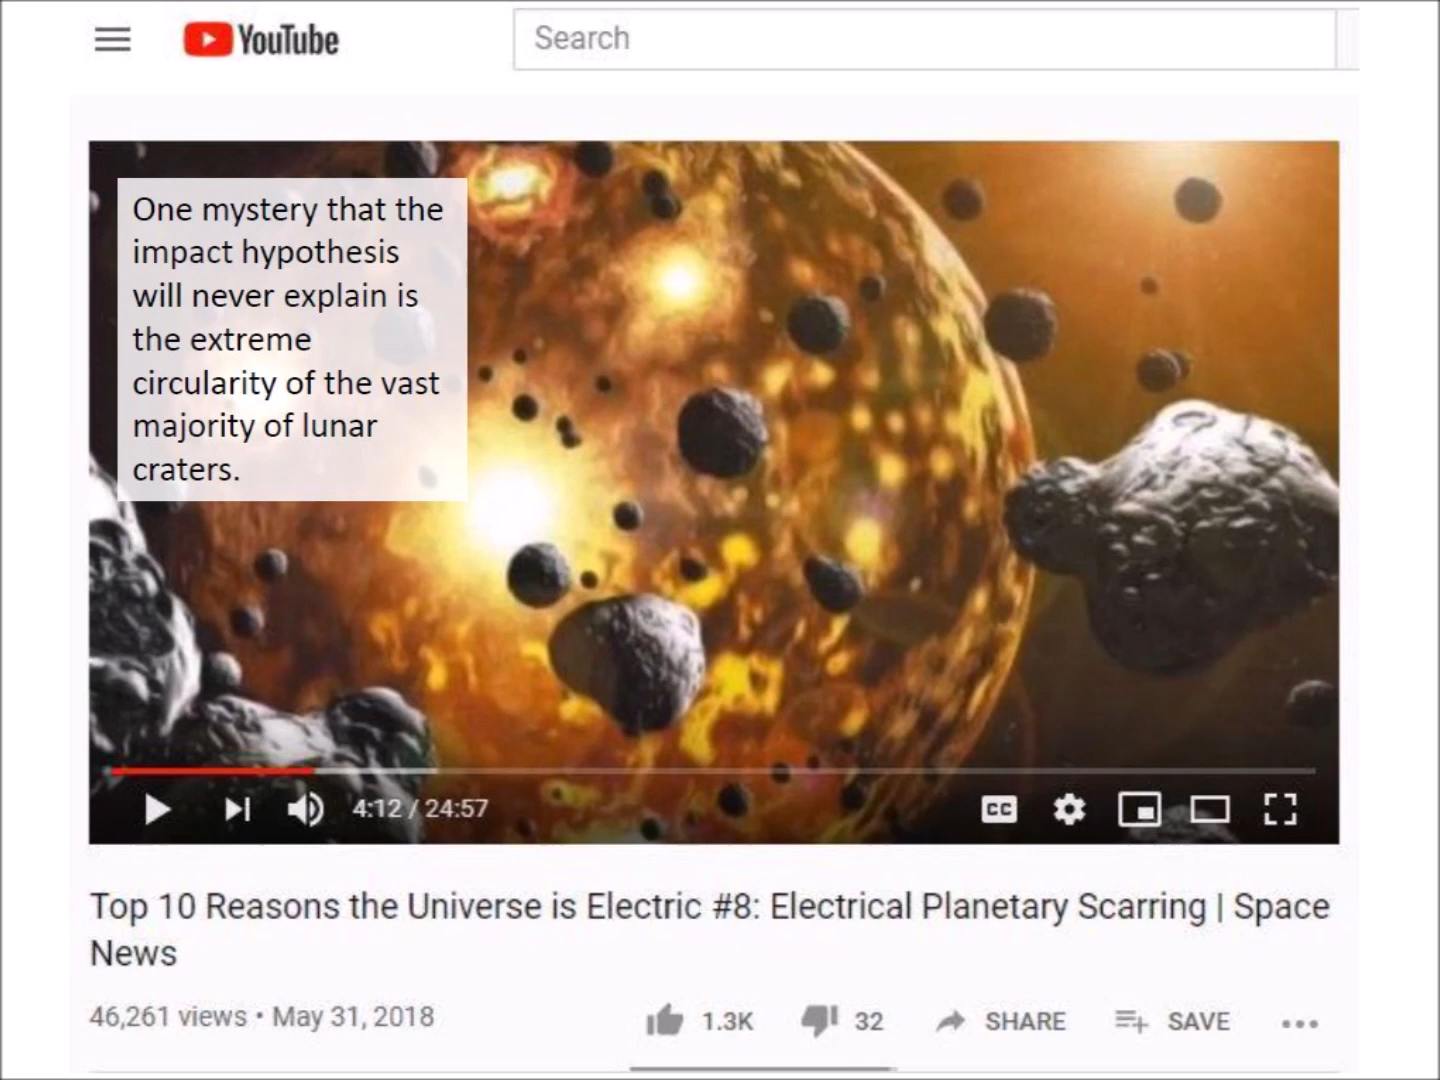 YouTube
Search
One mystery that the
impact hypothesis
will never explain is
the extreme
circularity of the vast
majority of lunar
craters.
4:12 / 24:57
CC
Top 10 Reasons the Universe is Electric #8: Electrical Planetary Scarring | Space
News
46,261 views • May 31, 2018
1.3K
32
SHARE
SAVE